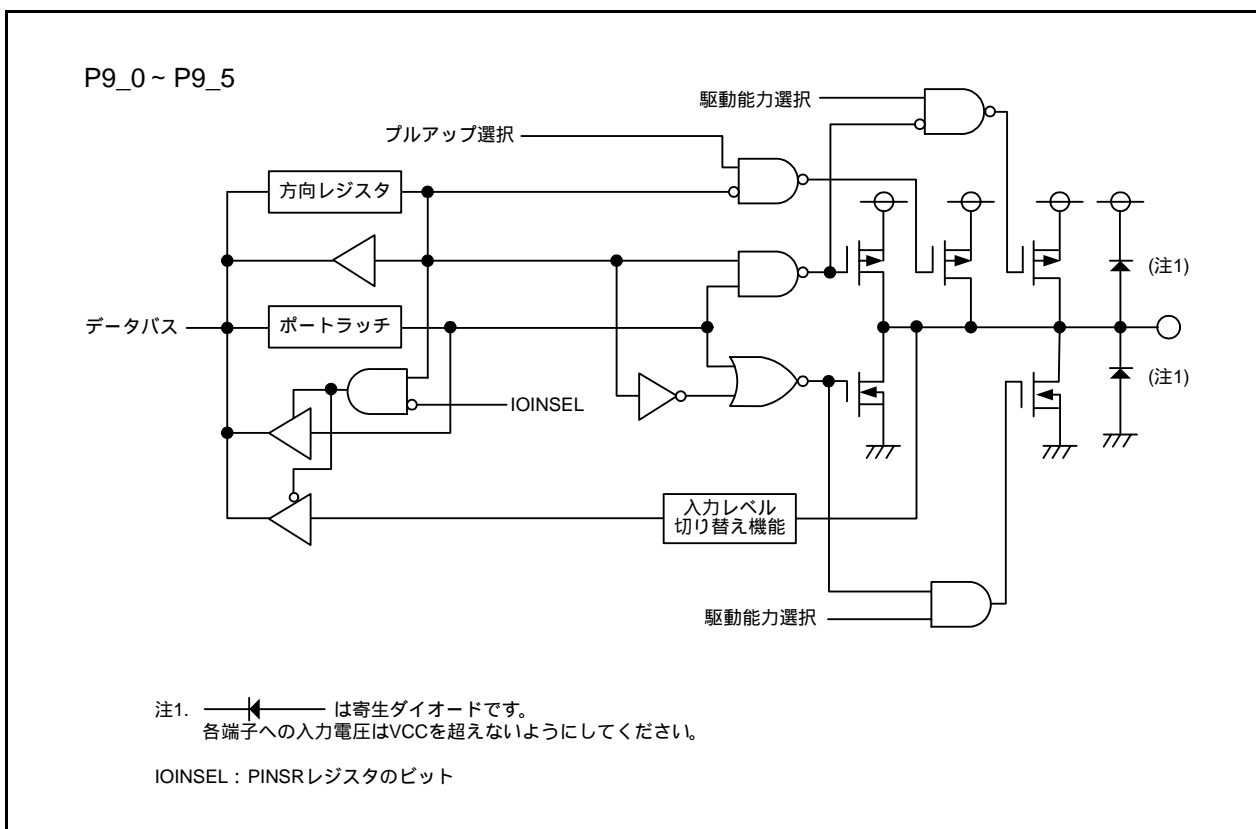 P9_0 ~ P9_5
駆動能力選択
プルアップ選択
方向レジスタ
(注1)
データバス
ポートラッチ
(注1)
IOINSEL
入力レベル
切り替え機能
駆動能力選択
注1. は寄生ダイオードです。
各端子への入力電圧はVCCを超えないようにしてください。
IOINSEL : PINSRレジスタのビット